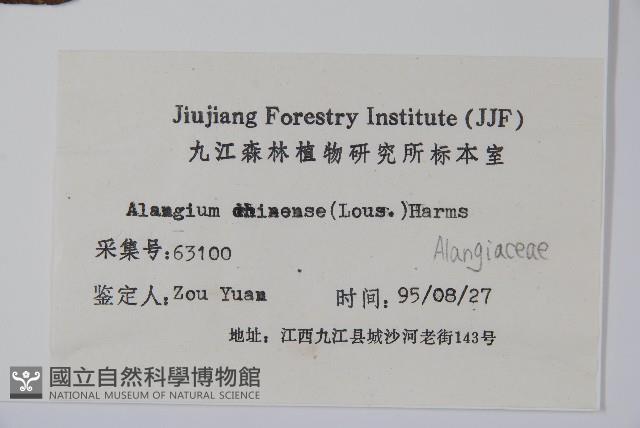 Jiujiang Forestry Institute (JJF)
九江森林植物研究所标本室
Alangium chinense (Lous.) Harms
采集号: 63100
Alangiaceae
鉴定人: Zou Yuan
时间: 95/08/27
地址: 江西九江县城沙河老街143号
國立自然科學博物館
NATIONAL MUSEUM OF NATURAL SCIENCE